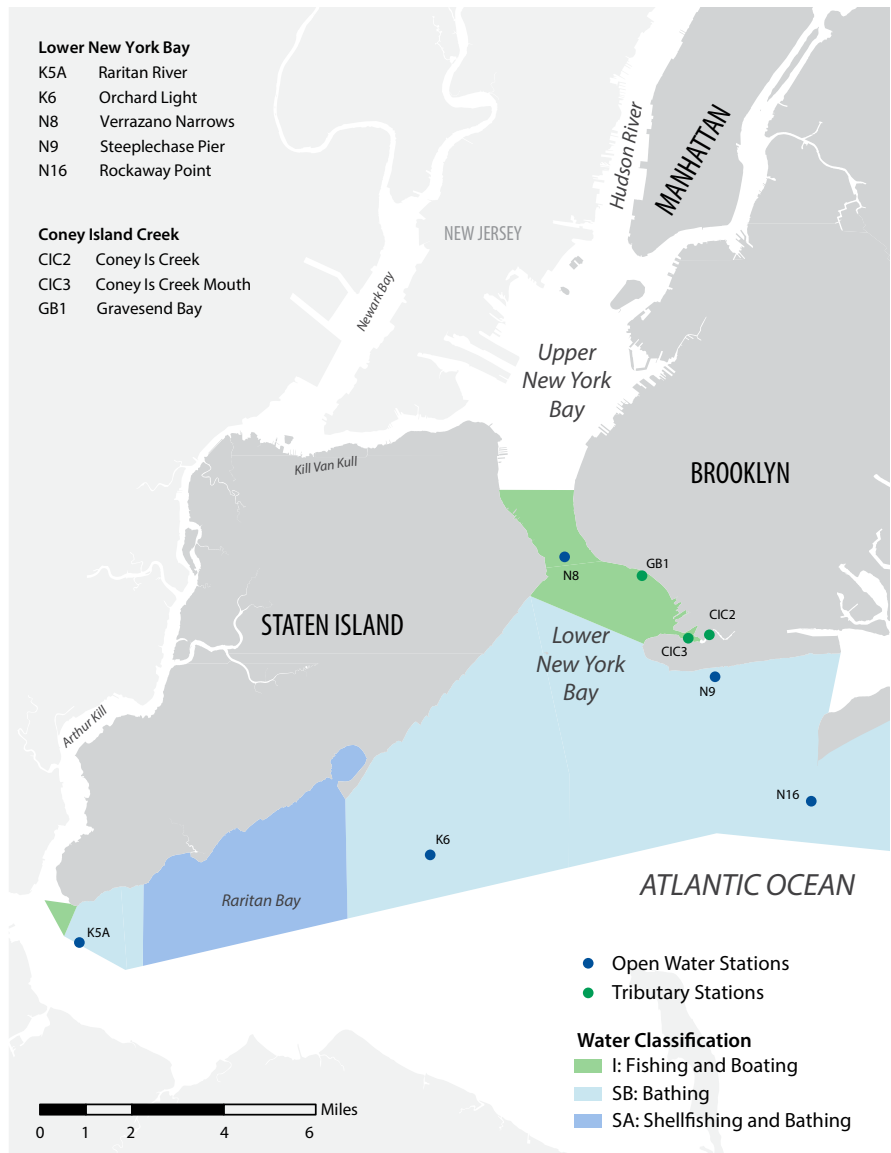 Lower New York Bay
K5A Raritan River
K6 Orchard Light
N8 Verrazano Narrows
N9 Steeplechase Pier
N16 Rockaway Point
Coney Island Creek
CIC2 Coney Is Creek
CIC3 Coney Is Creek Mouth
GB1 Gravesend Bay
Hudson River
MANHATTAN
NEW JERSEY
Newark Bay
Upper
New York
Bay
Kill Van Kull
BROOKLYN
N8
GB1
STATEN ISLAND
CIC2
CIC3
Lower
New York
Bay
N9
Arthur Kill
N16
K6
ATLANTIC OCEAN
Raritan Bay
K5A
Open Water Stations
Tributary Stations
Water Classification
I: Fishing and Boating
SB: Bathing
SA: Shellfishing and Bathing
Miles
0 1 2 4 6